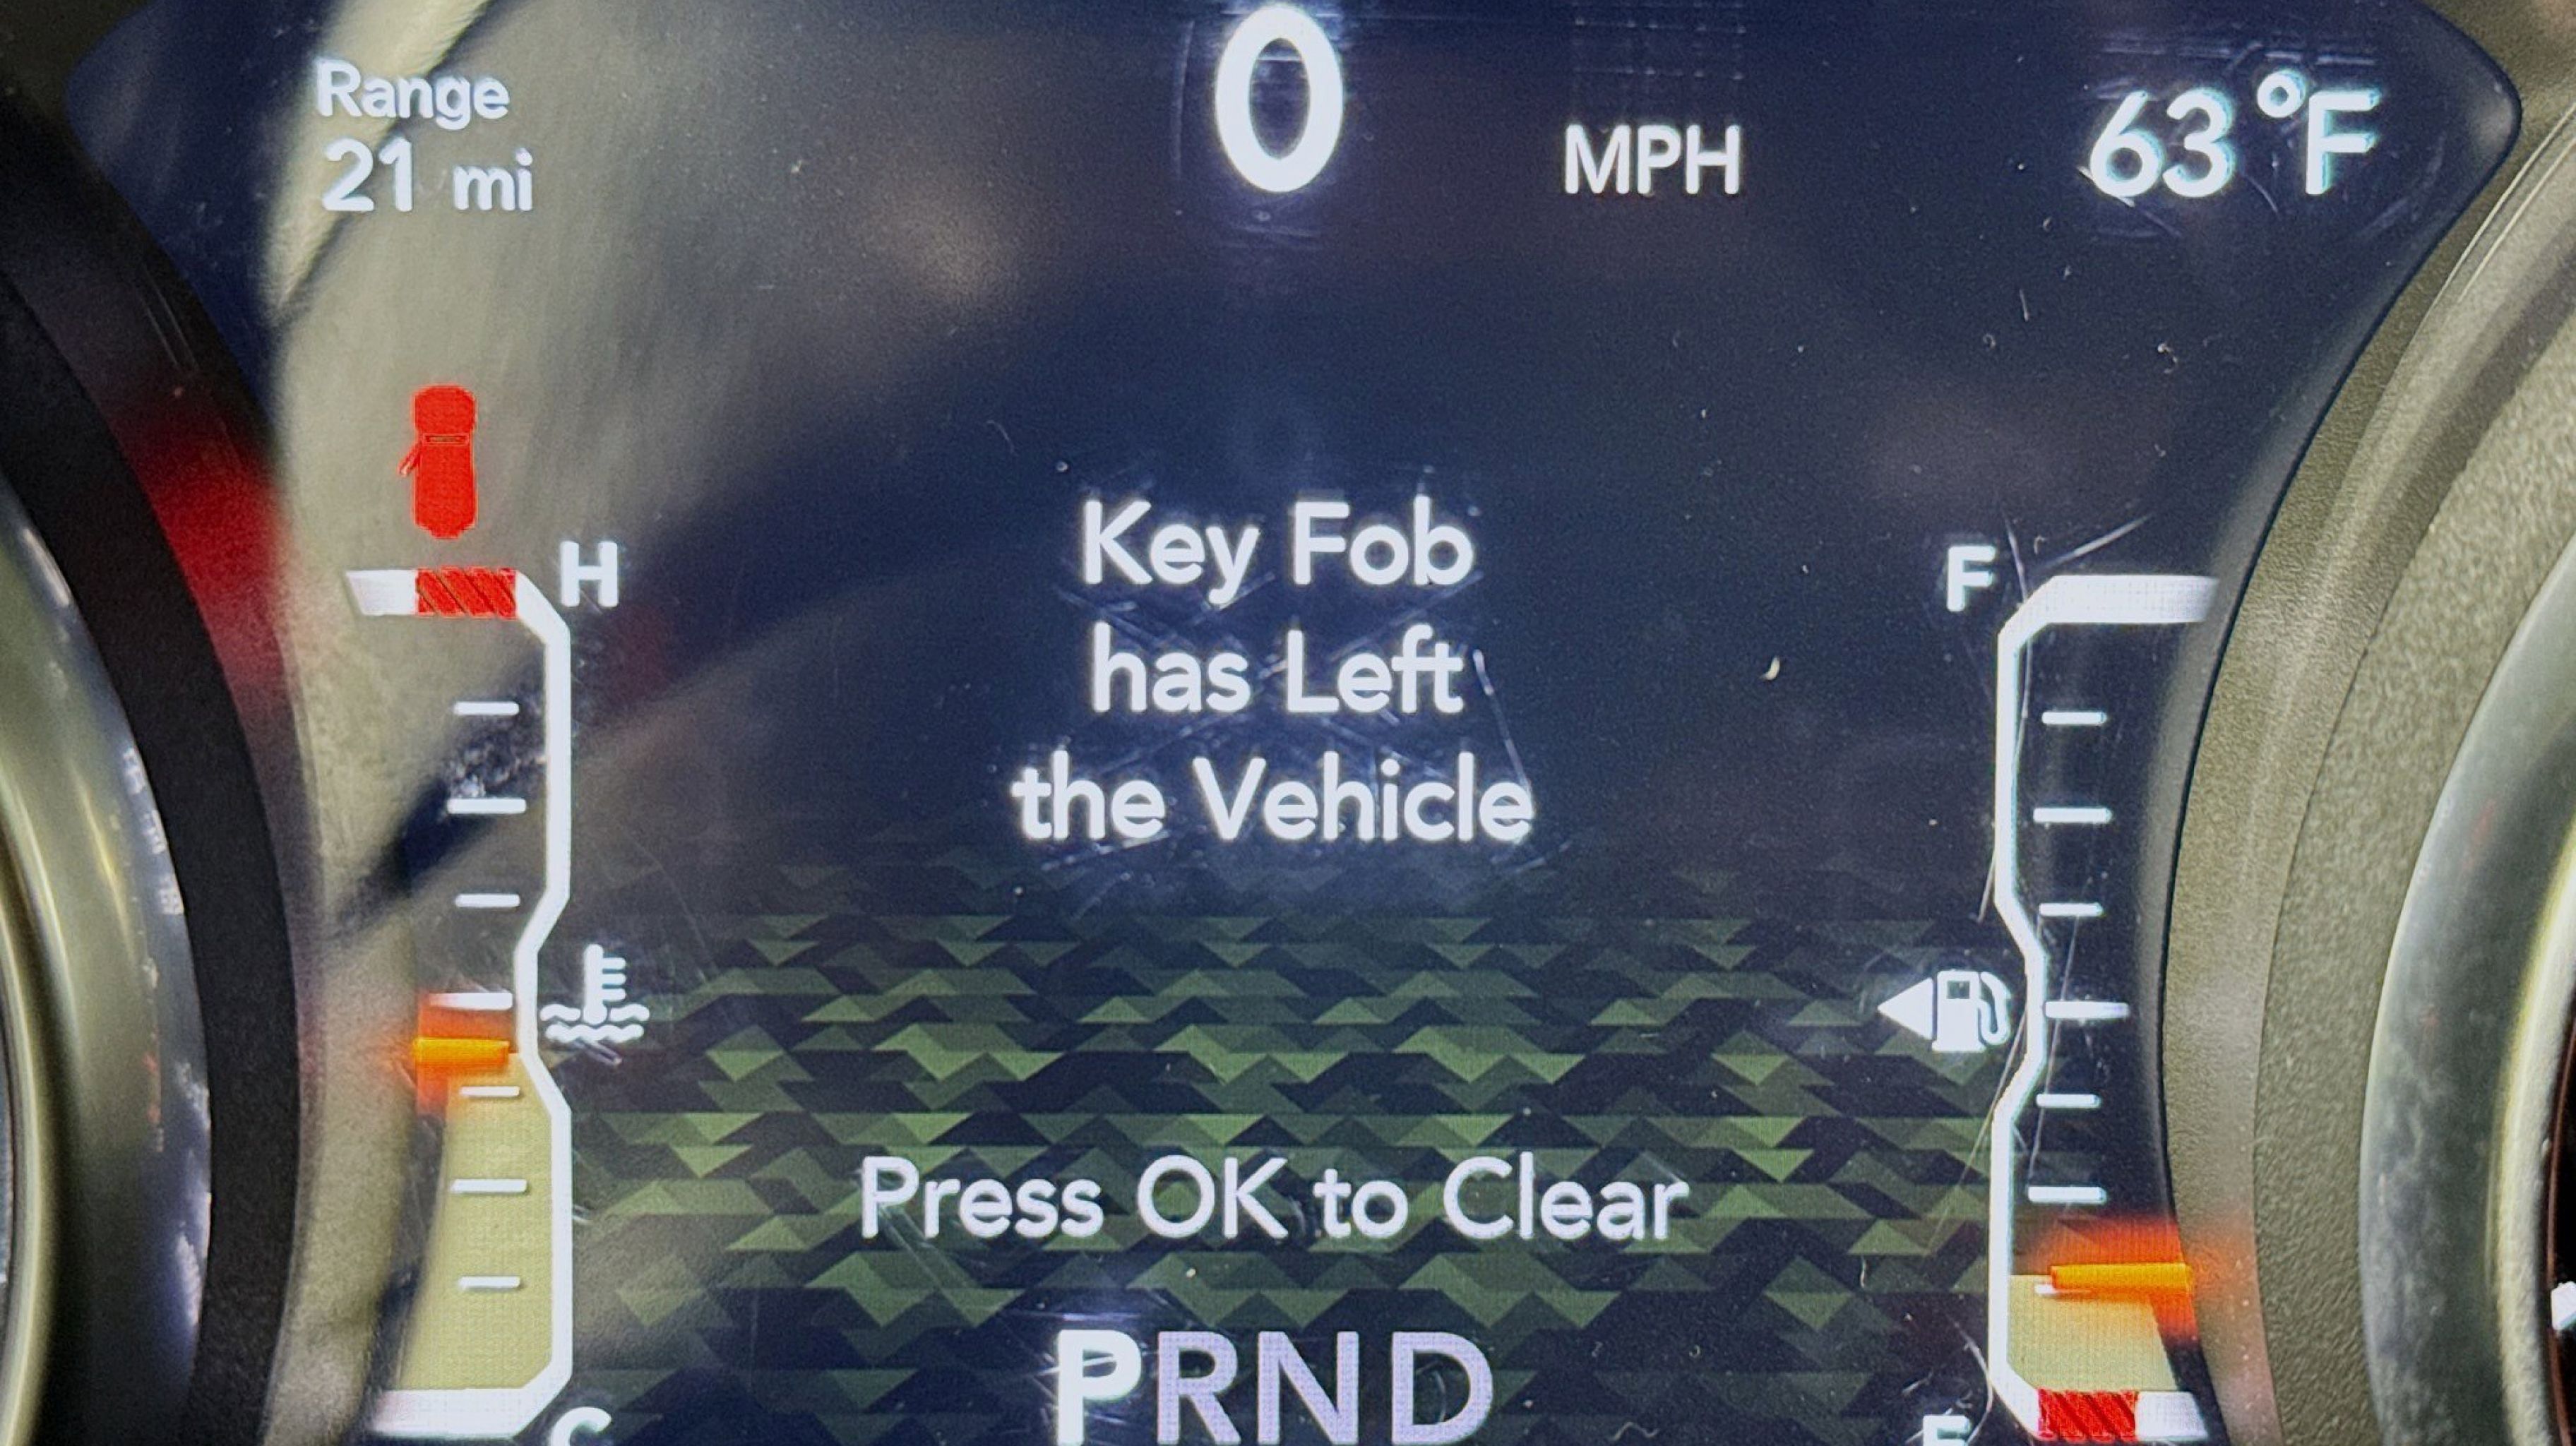 Range
21 mi
0 MPH
63 °F
H
Key Fob
has Left
the Vehicle
F
Press OK to Clear
PRND
C
E